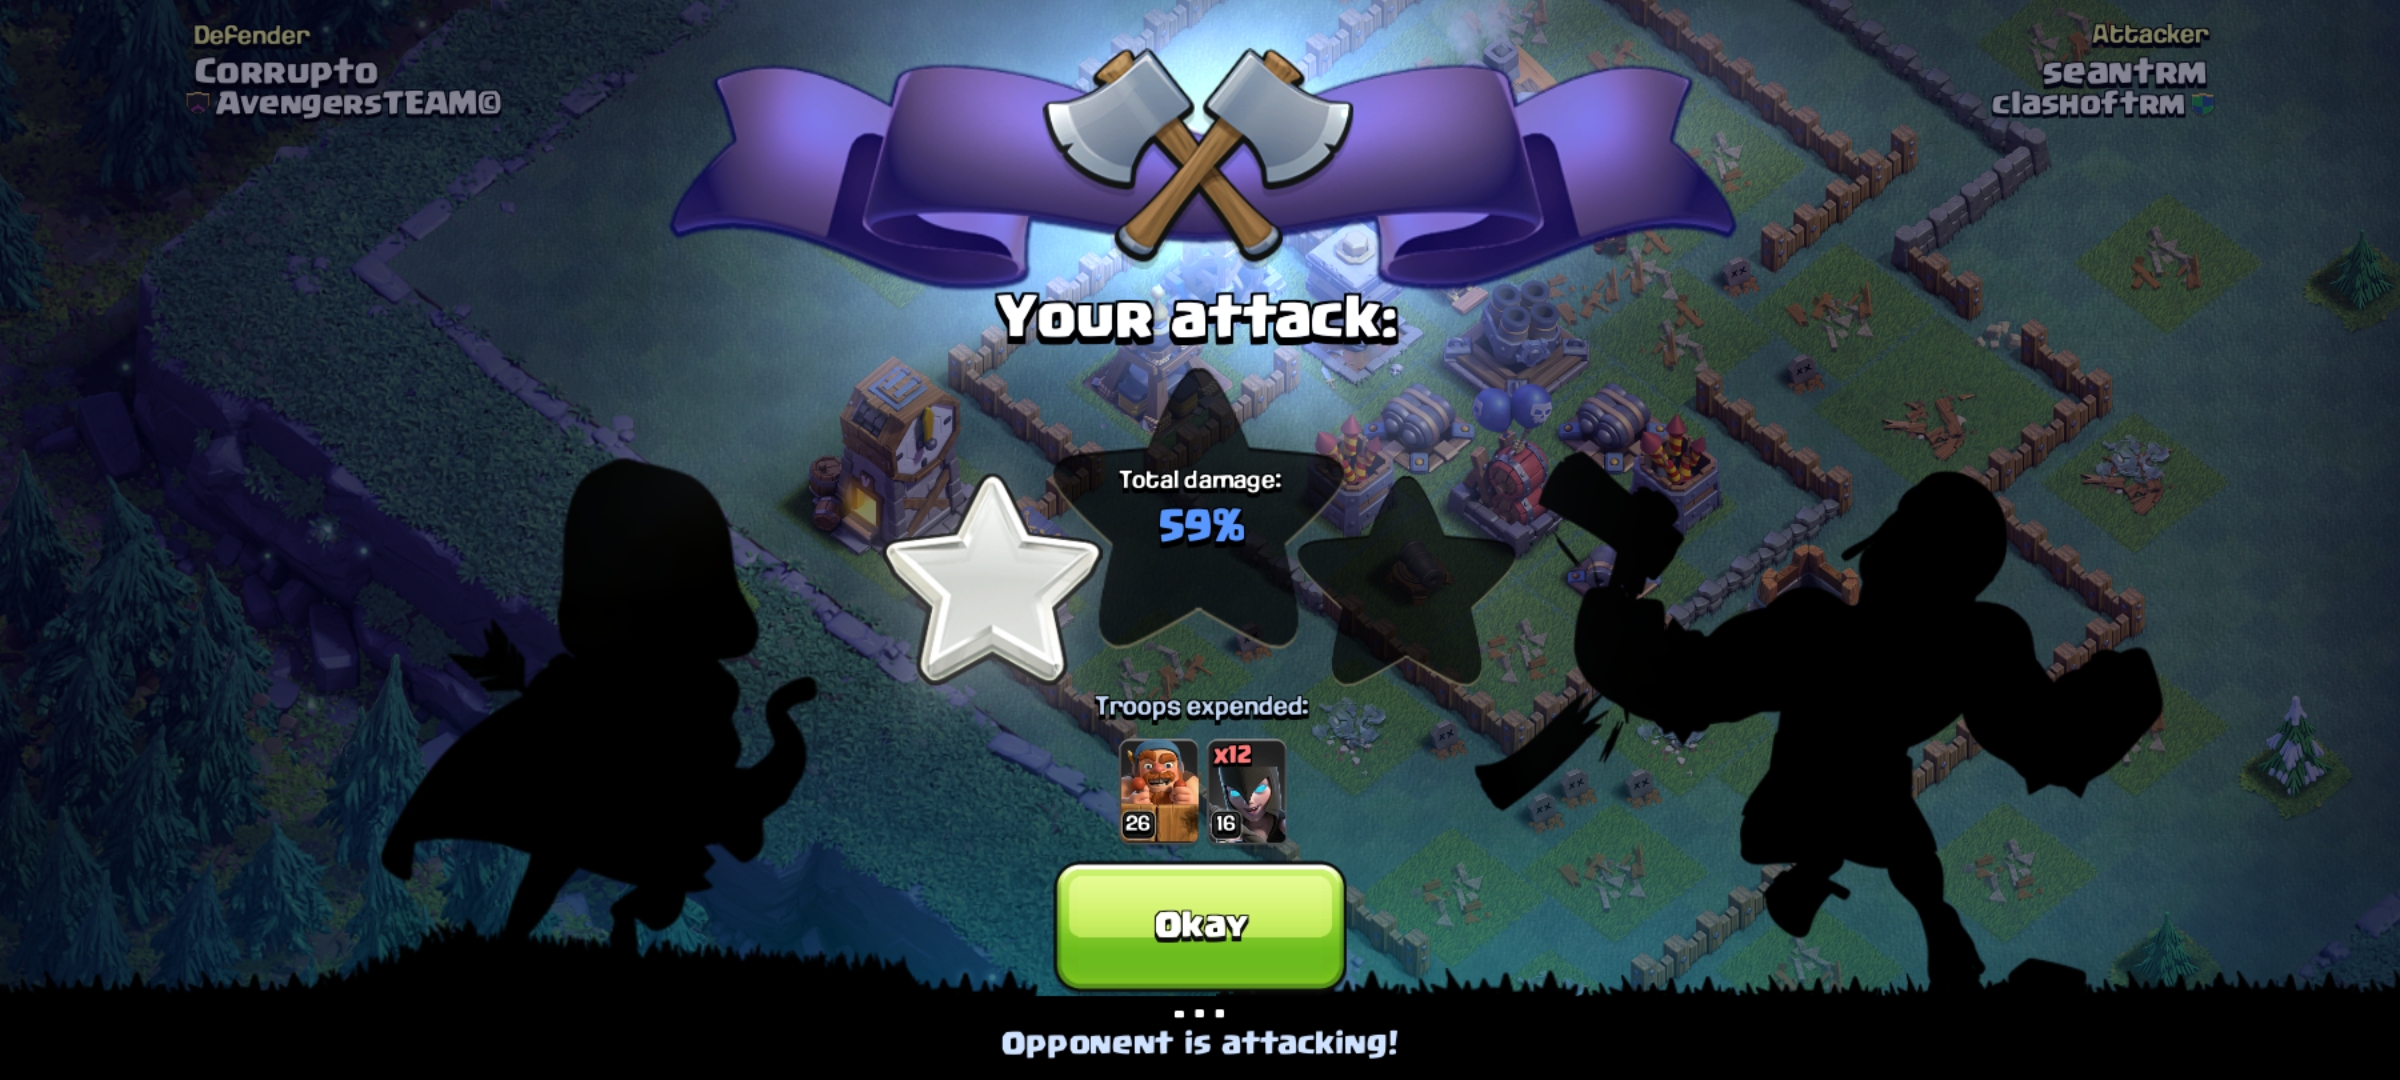 Defender
Corrupto
AvengersTEAM©
Attacker
seantRM
clashoftRM
Your attack:
Total damage:
59%
Troops expended:
x12
26
16
Okay
...
Opponent is attacking!